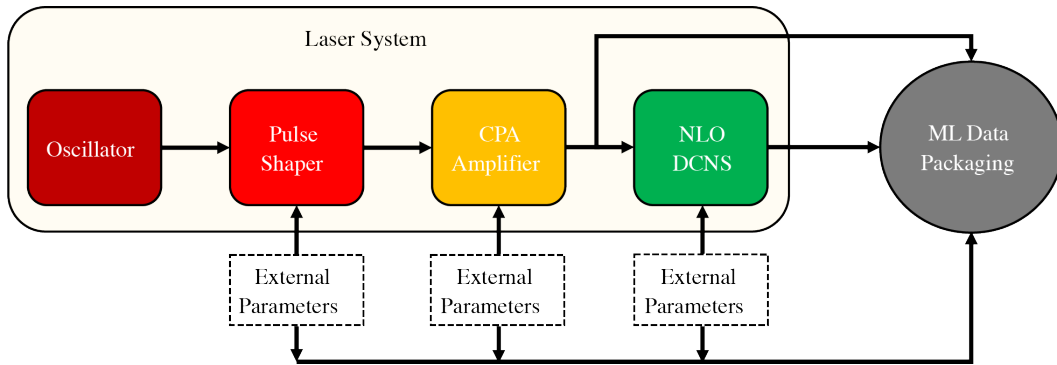 Laser System
Oscillator
Pulse
Shaper
CPA
Amplifier
NLO
DCNS
ML Data
Packaging
External
Parameters
External
Parameters
External
Parameters